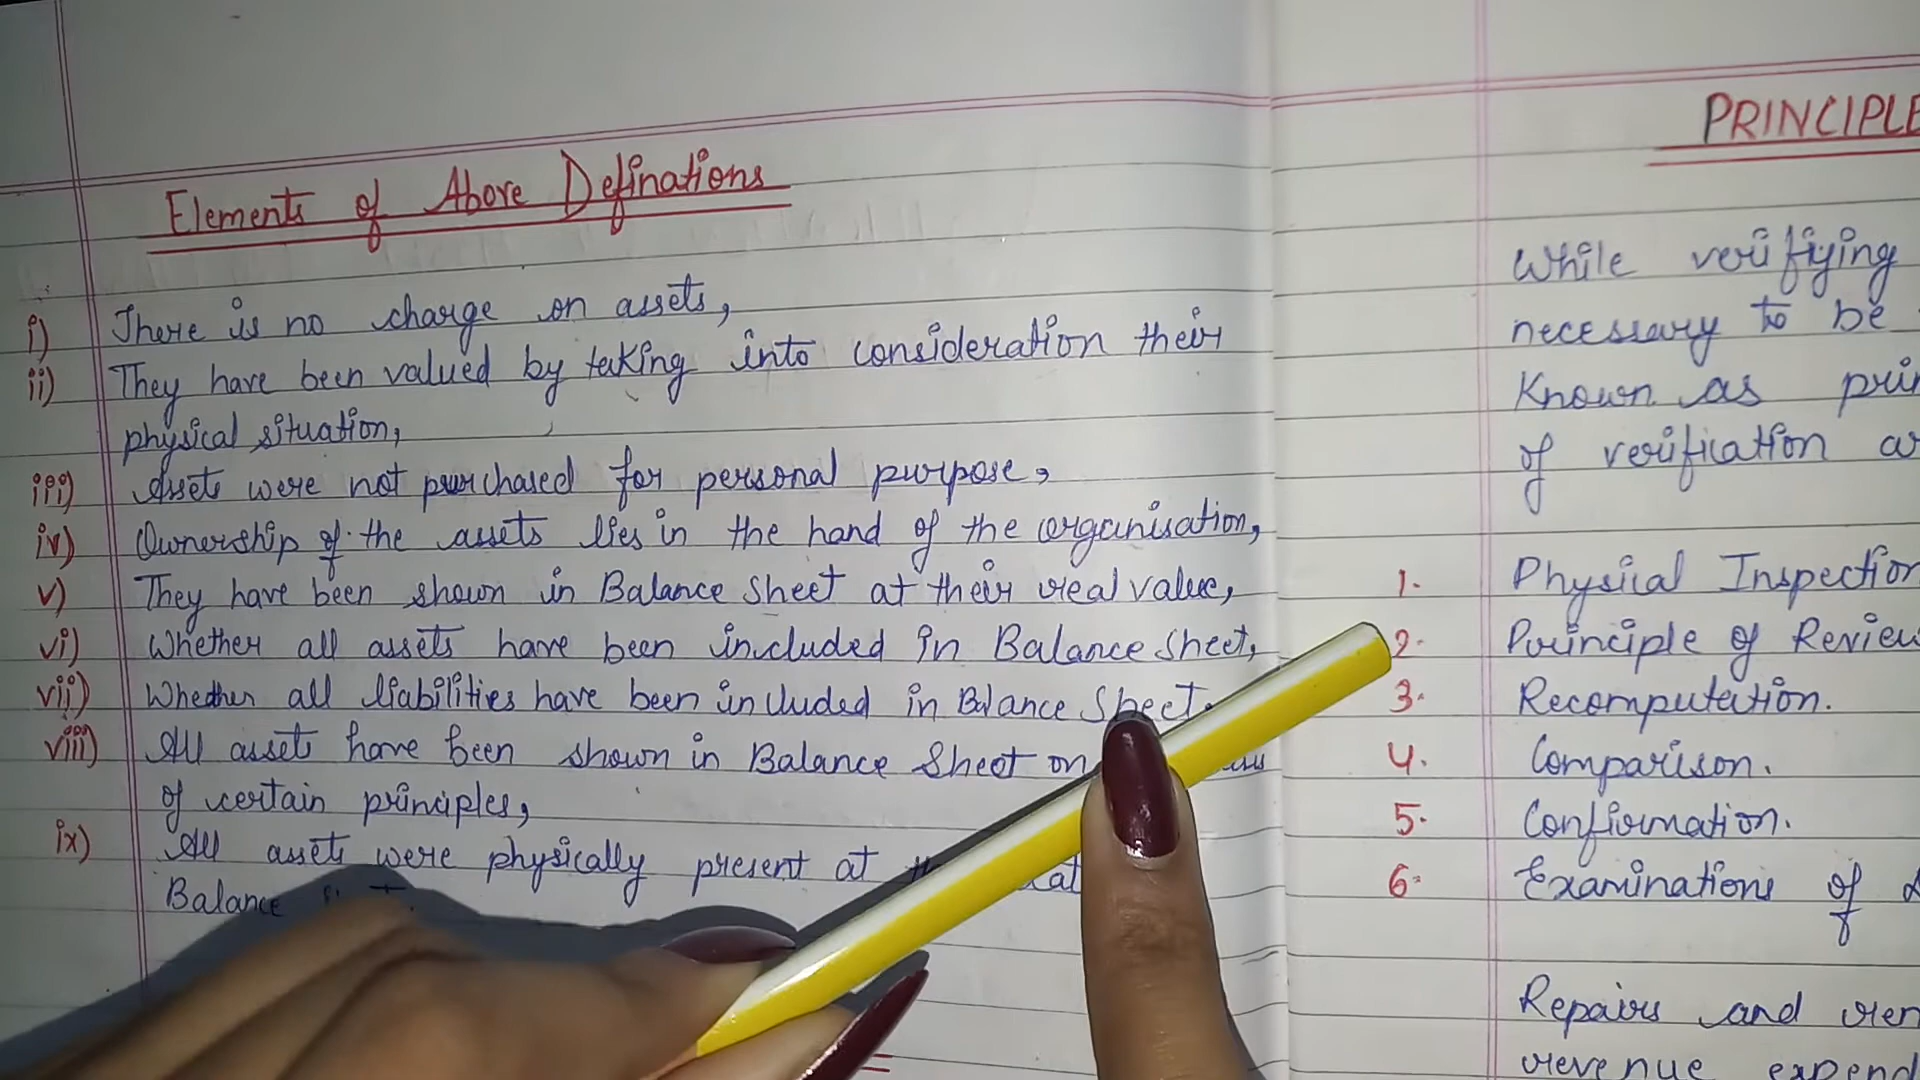 Elements of Above Definations
i) There is no charge on assets,
ii) They have been valued by taking into consideration their
physical situation,
iii) Assets were not purchased for personal purpose,
iv) Ownership of the assets lies in the hand of the organisation,
v) They have been shown in Balance Sheet at their real value,
vi) Whether all assets have been included in Balance Sheet,
vii) Whether all liabilities have been included in Balance Sheet,
viii) All assets have been shown in Balance Sheet on
of certain principles,
ix) All assets were physically present at
Balance
PRINCIPLE
While verifying
necessary to be
Known as
of verification
1. Physical Inspection
2. Principle of Review
3. Recomputation.
4. Comparison.
5. Confirmation.
6. Examinations of
Repairs and
revenue